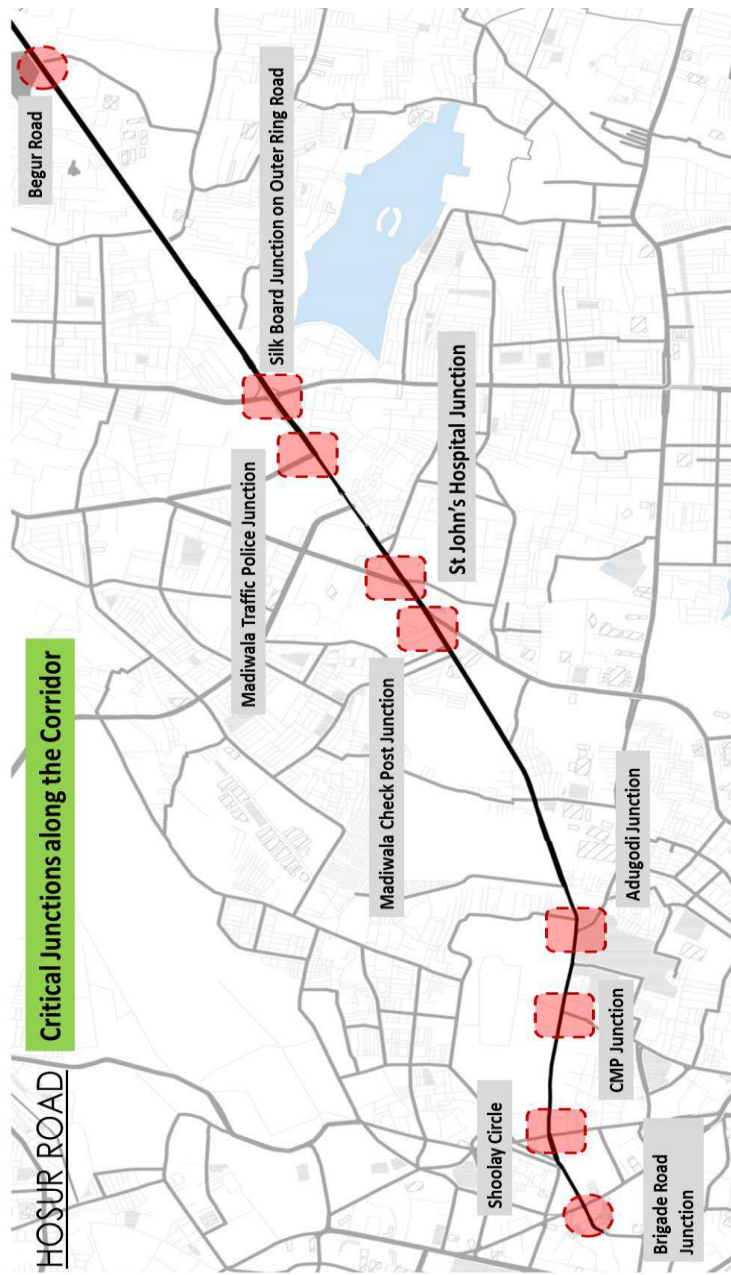 HOSUR ROAD
Critical Junctions along the Corridor
Brigade Road
Junction
Shoolay Circle
CMP Junction
Adugodi Junction
Madiwala Check Post Junction
St John's Hospital Junction
Madiwala Traffic Police Junction
Silk Board Junction on Outer Ring Road
Begur Road